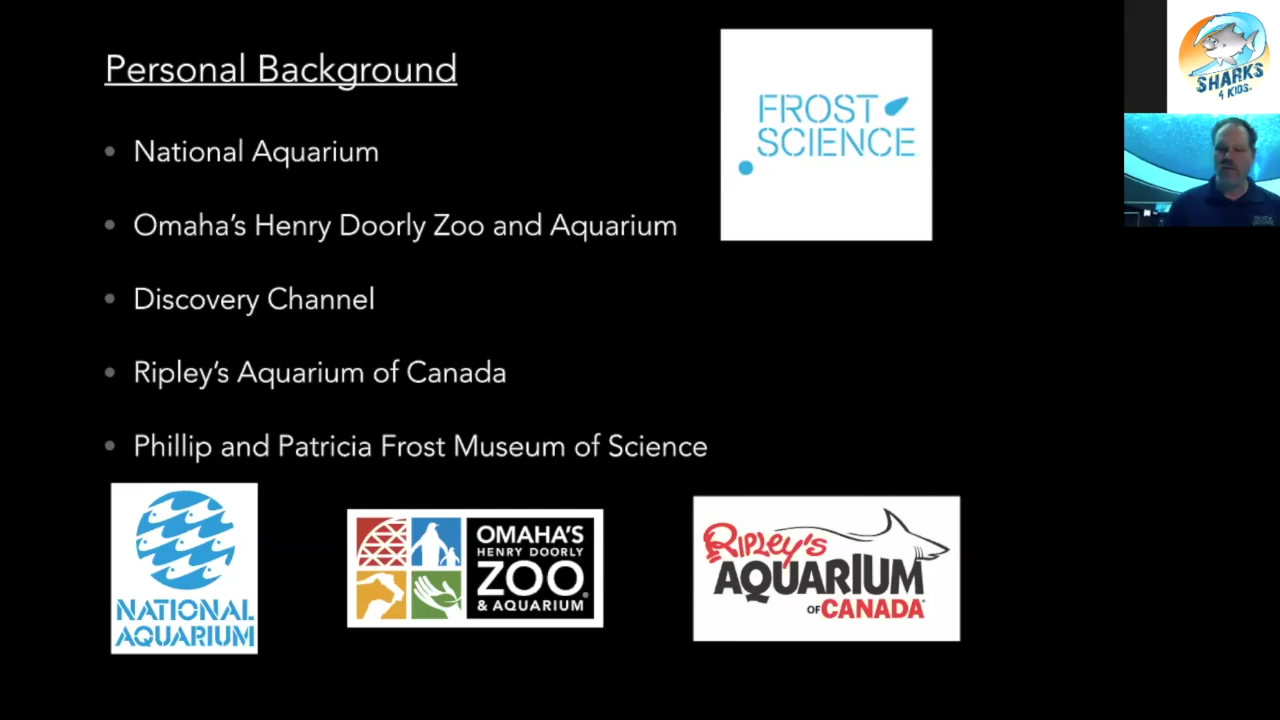 Personal Background
National Aquarium
Omaha's Henry Doorly Zoo and Aquarium
Discovery Channel
Ripley's Aquarium of Canada
Phillip and Patricia Frost Museum of Science
FROST
SCIENCE
SHARKS
4 KIDS.
NATIONAL
AQUARIUM
OMAHA'S
HENRY DOORLY
ZOO®
& AQUARIUM
RIPLEY'S
AQUARIUM
OF CANADA